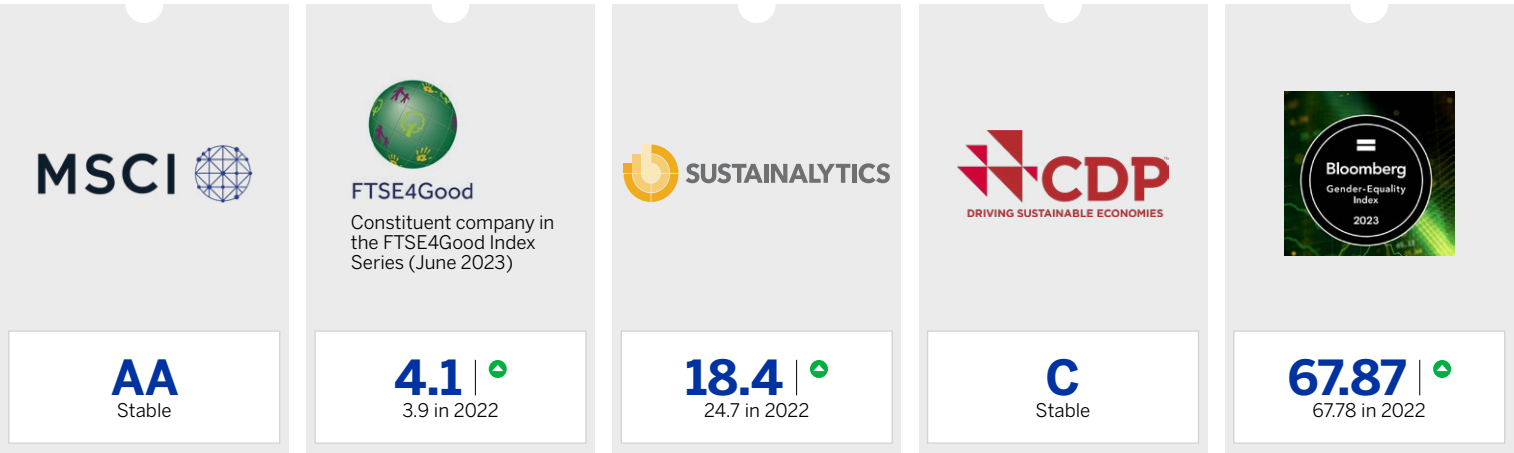 MSCI
AA
Stable
FTSE4Good
Constituent company in
the FTSE4Good Index
Series (June 2023)
4.1
3.9 in 2022
SUSTAINALYTICS
18.4
24.7 in 2022
CDP
DRIVING SUSTAINABLE ECONOMIES
C
Stable
Bloomberg
Gender-Equality
Index
2023
67.87
67.78 in 2022